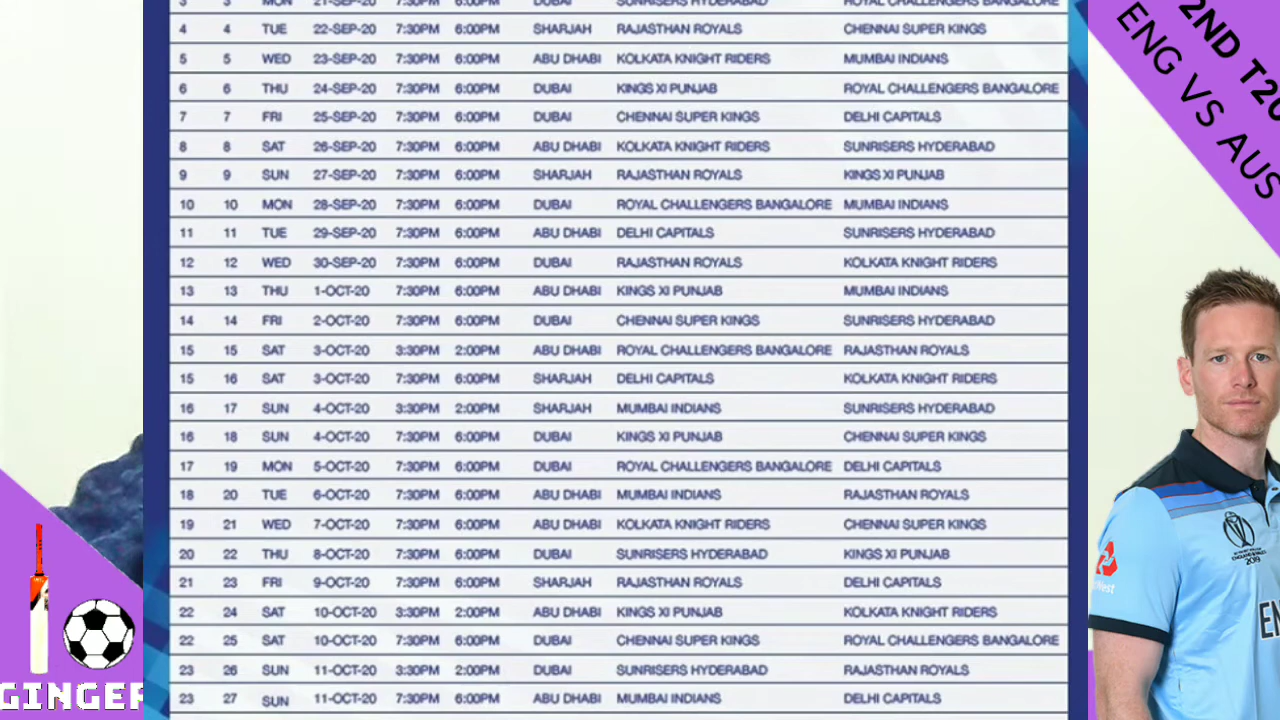 3 3 MON 21-SEP-20 7:30PM 6:00PM DUBAI SUNRISERS HYDERABAD ROYAL CHALLENGERS BANGALORE
4 4 TUE 22-SEP-20 7:30PM 6:00PM SHARJAH RAJASTHAN ROYALS CHENNAI SUPER KINGS
5 5 WED 23-SEP-20 7:30PM 6:00PM ABU DHABI KOLKATA KNIGHT RIDERS MUMBAI INDIANS
6 6 THU 24-SEP-20 7:30PM 6:00PM DUBAI KINGS XI PUNJAB ROYAL CHALLENGERS BANGALORE
7 7 FRI 25-SEP-20 7:30PM 6:00PM DUBAI CHENNAI SUPER KINGS DELHI CAPITALS
8 8 SAT 26-SEP-20 7:30PM 6:00PM ABU DHABI KOLKATA KNIGHT RIDERS SUNRISERS HYDERABAD
9 9 SUN 27-SEP-20 7:30PM 6:00PM SHARJAH RAJASTHAN ROYALS KINGS XI PUNJAB
10 10 MON 28-SEP-20 7:30PM 6:00PM DUBAI ROYAL CHALLENGERS BANGALORE MUMBAI INDIANS
11 11 TUE 29-SEP-20 7:30PM 6:00PM ABU DHABI DELHI CAPITALS SUNRISERS HYDERABAD
12 12 WED 30-SEP-20 7:30PM 6:00PM DUBAI RAJASTHAN ROYALS KOLKATA KNIGHT RIDERS
13 13 THU 1-OCT-20 7:30PM 6:00PM ABU DHABI KINGS XI PUNJAB MUMBAI INDIANS
14 14 FRI 2-OCT-20 7:30PM 6:00PM DUBAI CHENNAI SUPER KINGS SUNRISERS HYDERABAD
15 15 SAT 3-OCT-20 3:30PM 2:00PM ABU DHABI ROYAL CHALLENGERS BANGALORE RAJASTHAN ROYALS
15 16 SAT 3-OCT-20 7:30PM 6:00PM SHARJAH DELHI CAPITALS KOLKATA KNIGHT RIDERS
16 17 SUN 4-OCT-20 3:30PM 2:00PM SHARJAH MUMBAI INDIANS SUNRISERS HYDERABAD
16 18 SUN 4-OCT-20 7:30PM 6:00PM DUBAI KINGS XI PUNJAB CHENNAI SUPER KINGS
17 19 MON 5-OCT-20 7:30PM 6:00PM DUBAI ROYAL CHALLENGERS BANGALORE DELHI CAPITALS
18 20 TUE 6-OCT-20 7:30PM 6:00PM ABU DHABI MUMBAI INDIANS RAJASTHAN ROYALS
19 21 WED 7-OCT-20 7:30PM 6:00PM ABU DHABI KOLKATA KNIGHT RIDERS CHENNAI SUPER KINGS
20 22 THU 8-OCT-20 7:30PM 6:00PM DUBAI SUNRISERS HYDERABAD KINGS XI PUNJAB
21 23 FRI 9-OCT-20 7:30PM 6:00PM SHARJAH RAJASTHAN ROYALS DELHI CAPITALS
22 24 SAT 10-OCT-20 3:30PM 2:00PM ABU DHABI KINGS XI PUNJAB KOLKATA KNIGHT RIDERS
22 25 SAT 10-OCT-20 7:30PM 6:00PM DUBAI CHENNAI SUPER KINGS ROYAL CHALLENGERS BANGALORE
23 26 SUN 11-OCT-20 3:30PM 2:00PM DUBAI SUNRISERS HYDERABAD RAJASTHAN ROYALS
23 27 SUN 11-OCT-20 7:30PM 6:00PM ABU DHABI MUMBAI INDIANS DELHI CAPITALS
2ND T20
ENG VS AUS
2019
EN
GINGER